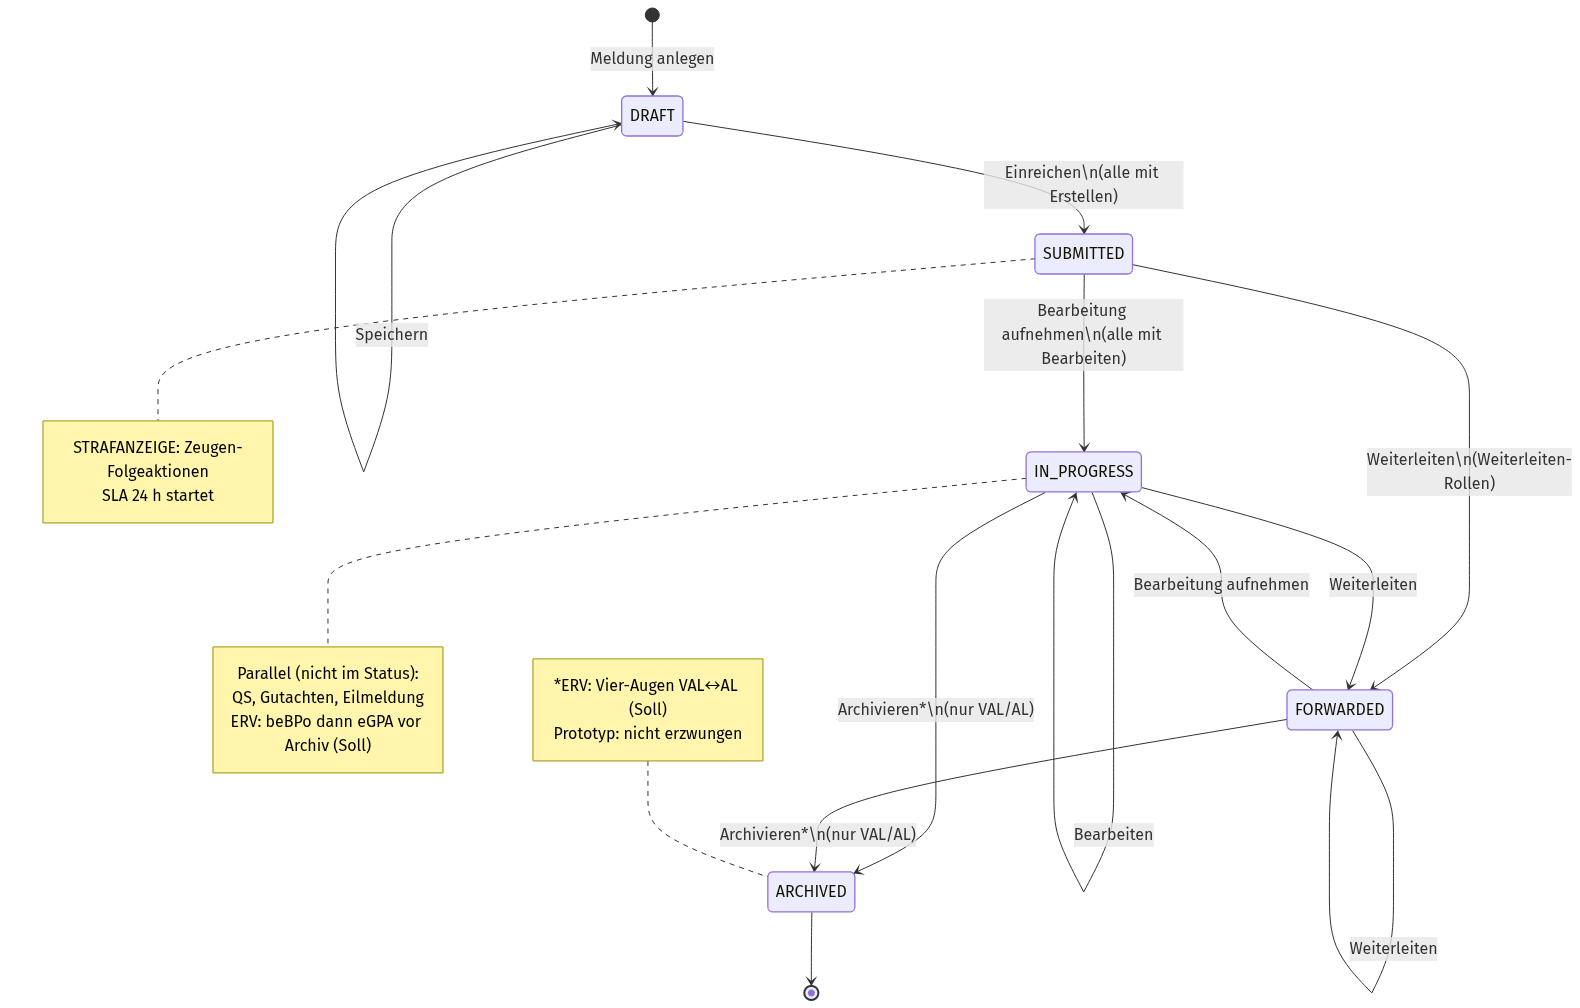 Meldung anlegen
DRAFT
Einreichen\n(alle mit
Erstellen)
SUBMITTED
Bearbeitung
aufnehmen\n(alle mit
Bearbeiten)
Speichern
STRAFANZEIGE: Zeugen-
Folgeaktionen
SLA 24 h startet
Weiterleiten\n(Weiterleiten-
Rollen)
IN_PROGRESS
Bearbeitung aufnehmen
Weiterleiten
Parallel (nicht im Status):
QS, Gutachten, Eilmeldung
ERV: beBPo dann eGPA vor
Archiv (Soll)
*ERV: Vier-Augen VAL↔AL
(Soll)
Prototyp: nicht erzwungen
Archivieren*\n(nur VAL/AL)
FORWARDED
Archivieren*\n(nur VAL/AL)
Bearbeiten
ARCHIVED
Weiterleiten